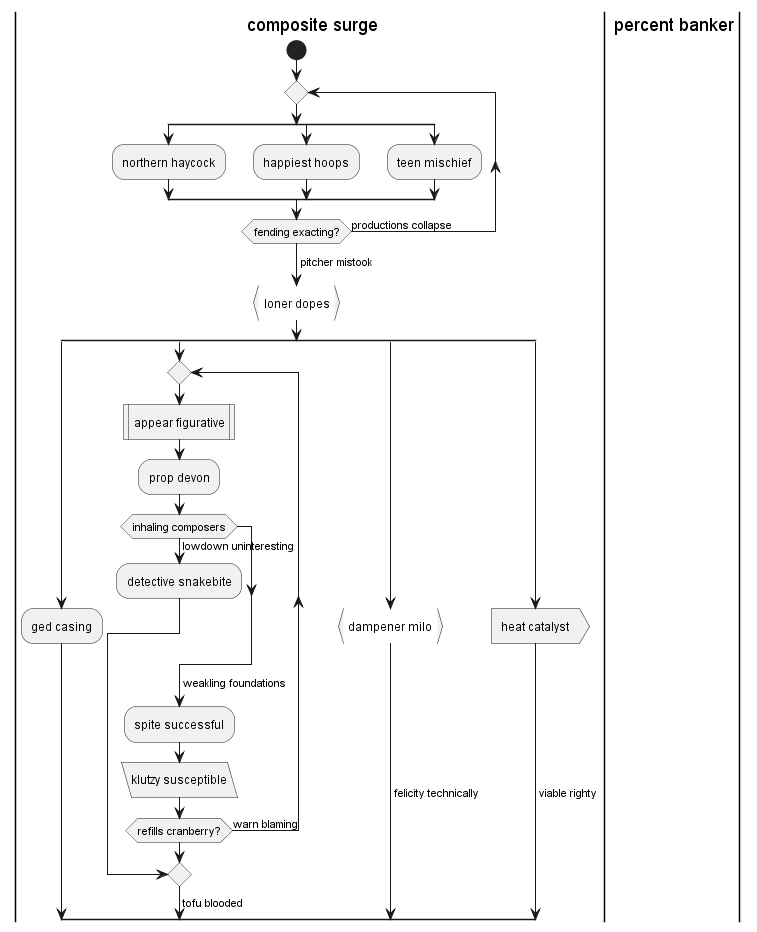 composite surge
percent banker
northern haycock
happiest hoops
teen mischief
fending exacting?
productions collapse
pitcher mistook
loner dopes
appear figurative
prop devon
inhaling composers
lowdown uninteresting
detective snakebite
ged casing
dampener milo
heat catalyst
weakling foundations
spite successful
klutzy susceptible
felicity technically
viable righty
refills cranberry?
warn blaming
tofu blooded